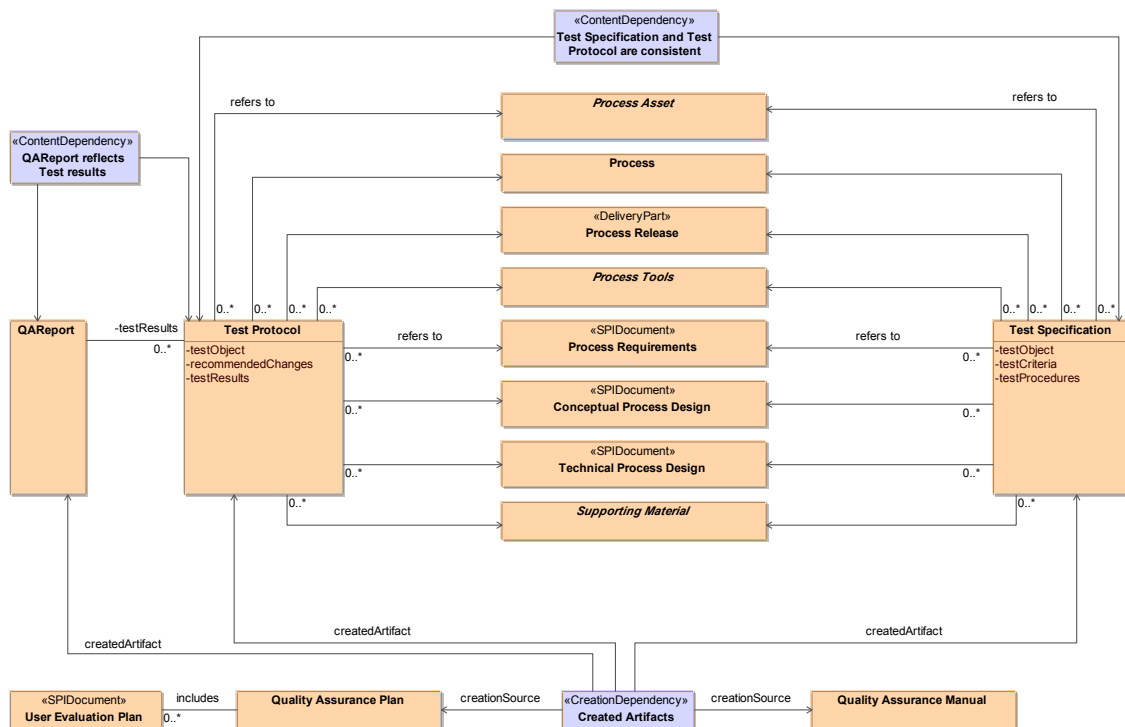 «ContentDependency»
Test Specification and Test
Protocol are consistent
refers to
Process Asset
refers to
«ContentDependency»
QAReport reflects
Test results
Process
«DeliveryPart»
Process Release
Process Tools
0..*
0..*
0..*
0..*
0..*
0..*
0..*
0..*
QAReport
-testResults
0..*
Test Protocol
-testObject
-recommendedChanges
-testResults
0..*
refers to
«SPIDocument»
Process Requirements
refers to
0..*
Test Specification
-testObject
-testCriteria
-testProcedures
0..*
«SPIDocument»
Conceptual Process Design
0..*
0..*
«SPIDocument»
Technical Process Design
0..*
0..*
Supporting Material
0..*
createdArtifact
createdArtifact
createdArtifact
«SPIDocument»
User Evaluation Plan
includes
0..*
Quality Assurance Plan
creationSource
«CreationDependency»
Created Artifacts
creationSource
Quality Assurance Manual